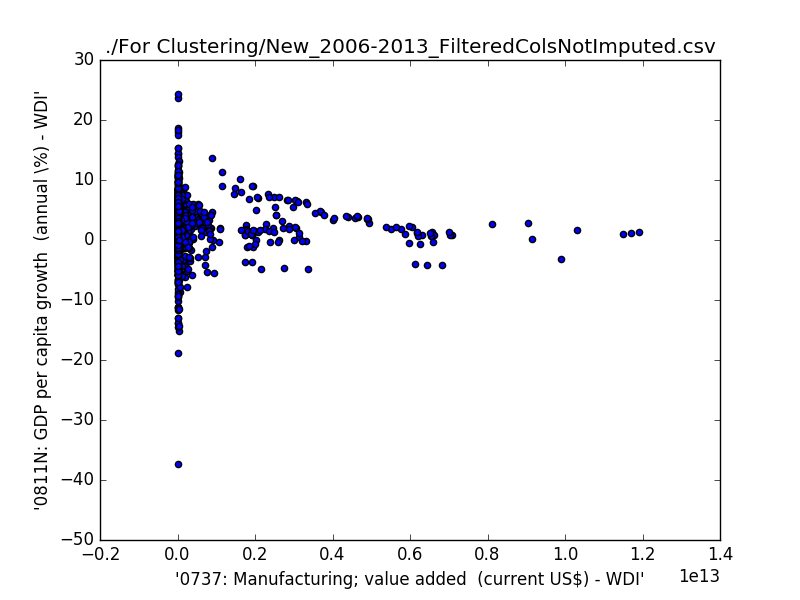 ./For Clustering/New_2006-2013_FilteredColsNotImputed.csv
30
20
10
0
−10
−20
−30
−40
−50
'0811N: GDP per capita growth  (annual \%) - WDI'
−0.2 0.0 0.2 0.4 0.6 0.8 1.0 1.2 1.4
1e13
'0737: Manufacturing; value added  (current US$) - WDI'